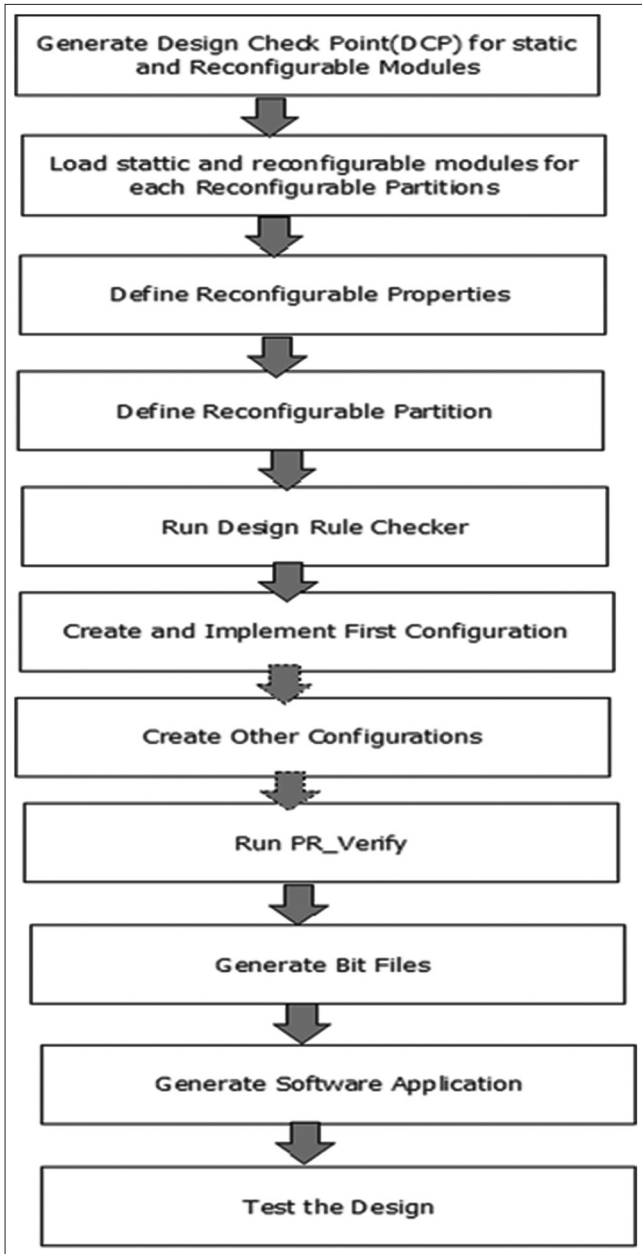 Generate Design Check Point(DCP) for static
and Reconfigurable Modules
Load stattic and reconfigurable modules for
each Reconfigurable Partitions
Define Reconfigurable Properties
Define Reconfigurable Partition
Run Design Rule Checker
Create and Implement First Configuration
Create Other Configurations
Run PR_Verify
Generate Bit Files
Generate Software Application
Test the Design